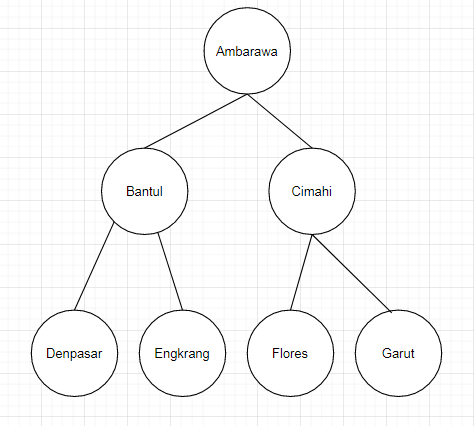 Ambarawa
Bantul
Cimahi
Denpasar
Engkrang
Flores
Garut